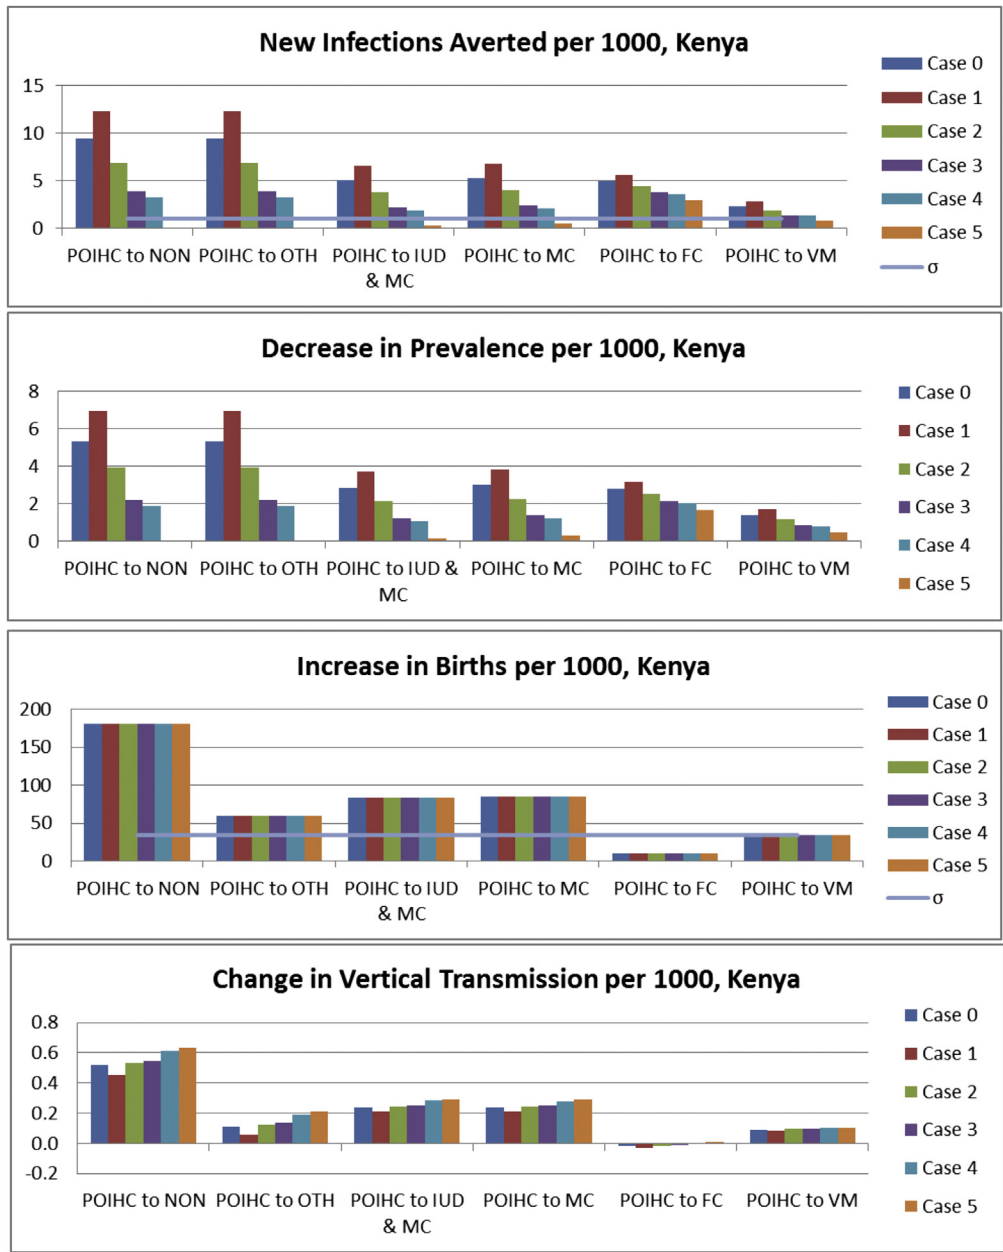 New Infections Averted per 1000, Kenya
15
10
5
0
POIHC to NON
POIHC to OTH
POIHC to IUD
& MC
POIHC to MC
POIHC to FC
POIHC to VM
Case 0
Case 1
Case 2
Case 3
Case 4
Case 5
σ
Decrease in Prevalence per 1000, Kenya
8
6
4
2
0
POIHC to NON
POIHC to OTH
POIHC to IUD &
MC
POIHC to MC
POIHC to FC
POIHC to VM
Case 0
Case 1
Case 2
Case 3
Case 4
Case 5
Increase in Births per 1000, Kenya
200
150
100
50
0
POIHC to NON
POIHC to OTH
POIHC to IUD
& MC
POIHC to MC
POIHC to FC
POIHC to VM
Case 0
Case 1
Case 2
Case 3
Case 4
Case 5
σ
Change in Vertical Transmission per 1000, Kenya
0.8
0.6
0.4
0.2
0.0
-0.2
POIHC to NON
POIHC to OTH
POIHC to IUD
& MC
POIHC to MC
POIHC to FC
POIHC to VM
Case 0
Case 1
Case 2
Case 3
Case 4
Case 5